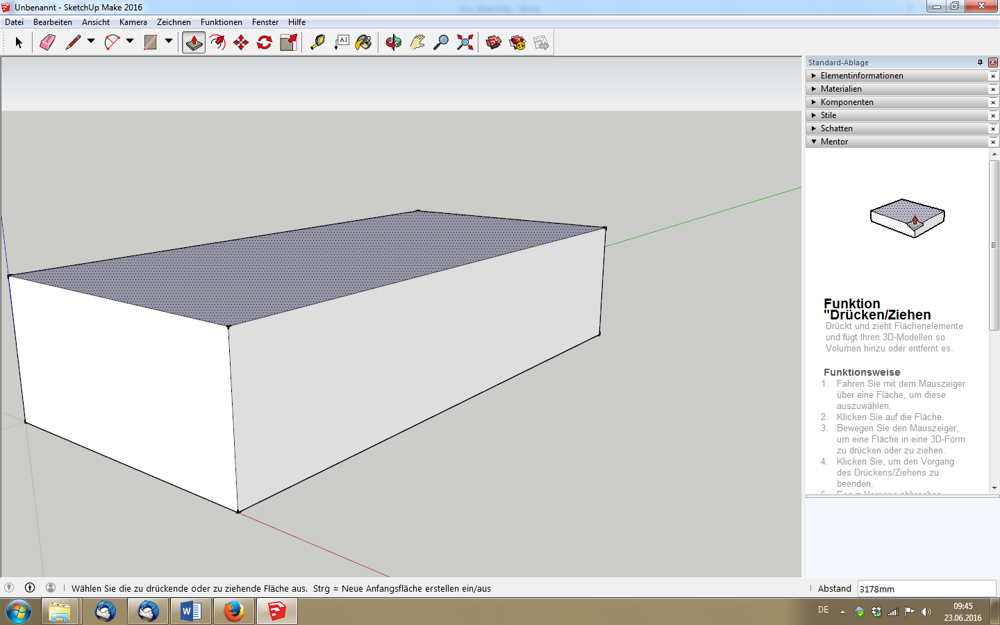 Unbenannt - SketchUp Make 2016
Datei Bearbeiten Ansicht Kamera Zeichnen Funktionen Fenster Hilfe
A1
Standard-Ablage
Elementinformationen
Materialien
Komponenten
Stile
Schatten
Mentor
Funktion
"Drücken/Ziehen
Drückt und zieht Flächenelemente
und fügt Ihren 3D-Modellen so
Volumen hinzu oder entfernt es.
Funktionsweise
1. Fahren Sie mit dem Mauszeiger
über eine Fläche, um diese
auszuwählen.
2. Klicken Sie auf die Fläche.
3. Bewegen Sie den Mauszeiger,
um eine Fläche in eine 3D-Form
zu drücken oder zu ziehen.
4. Klicken Sie, um den Vorgang
des Drückens/Ziehens zu
beenden.
Wählen Sie die zu drückende oder zu ziehende Fläche aus. Strg = Neue Anfangsfläche erstellen ein/aus
Abstand 3178mm
DE
09:45
23.06.2016